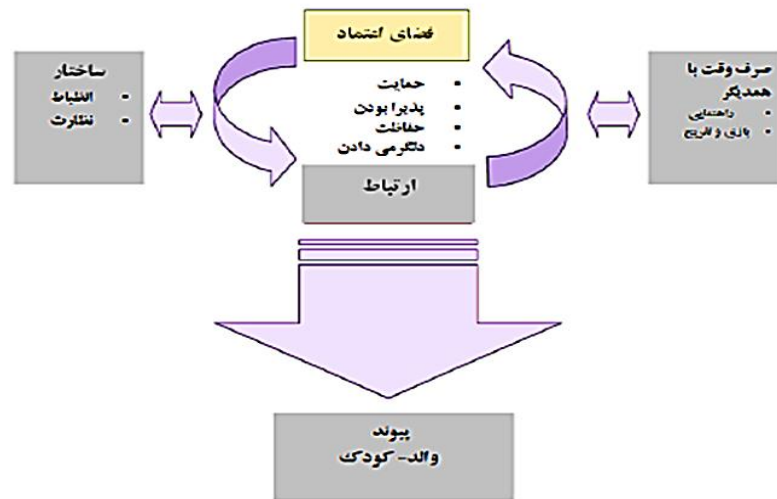 فضای اعتماد
• حمایت
• پذیرا بودن
• حفاظت
• دلگرمی دادن
ارتباط
صرف وقت با
همدیگر
• راهنمایی
• بازی و تفریح
ساختار
• انظباط
• نظارت
پیوند
والد- کودک